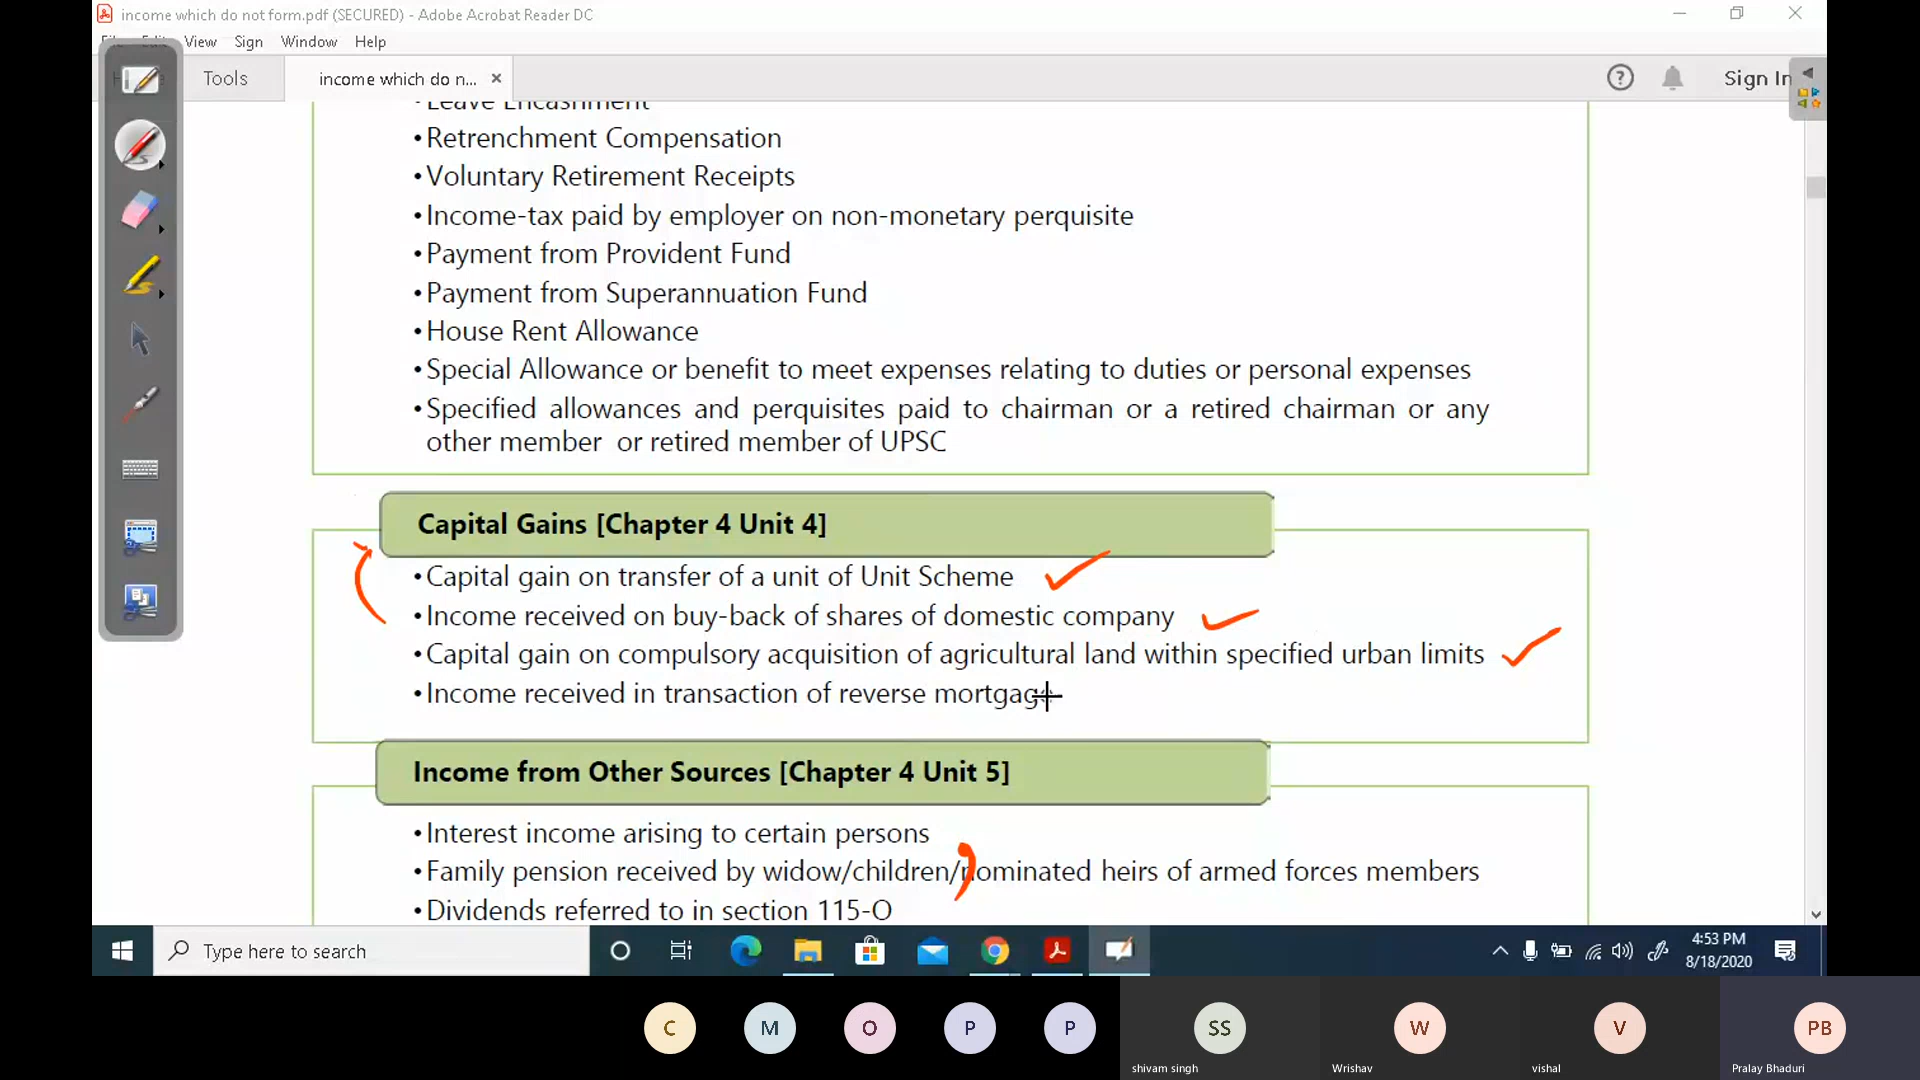 income which do not form.pdf (SECURED) - Adobe Acrobat Reader DC
View Sign Window Help
Tools
income which do n...
Sign In
Leave Encashment
•Retrenchment Compensation
•Voluntary Retirement Receipts
•Income-tax paid by employer on non-monetary perquisite
•Payment from Provident Fund
•Payment from Superannuation Fund
•House Rent Allowance
•Special Allowance or benefit to meet expenses relating to duties or personal expenses
•Specified allowances and perquisites paid to chairman or a retired chairman or any
other member or retired member of UPSC
Capital Gains [Chapter 4 Unit 4]
•Capital gain on transfer of a unit of Unit Scheme
•Income received on buy-back of shares of domestic company
•Capital gain on compulsory acquisition of agricultural land within specified urban limits
•Income received in transaction of reverse mortgage
Income from Other Sources [Chapter 4 Unit 5]
•Interest income arising to certain persons
•Family pension received by widow/children/nominated heirs of armed forces members
•Dividends referred to in section 115-O
Type here to search
4:53 PM
8/18/2020
C M O P P SS W V PB
shivam singh Wrishav vishal Pralay Bhaduri